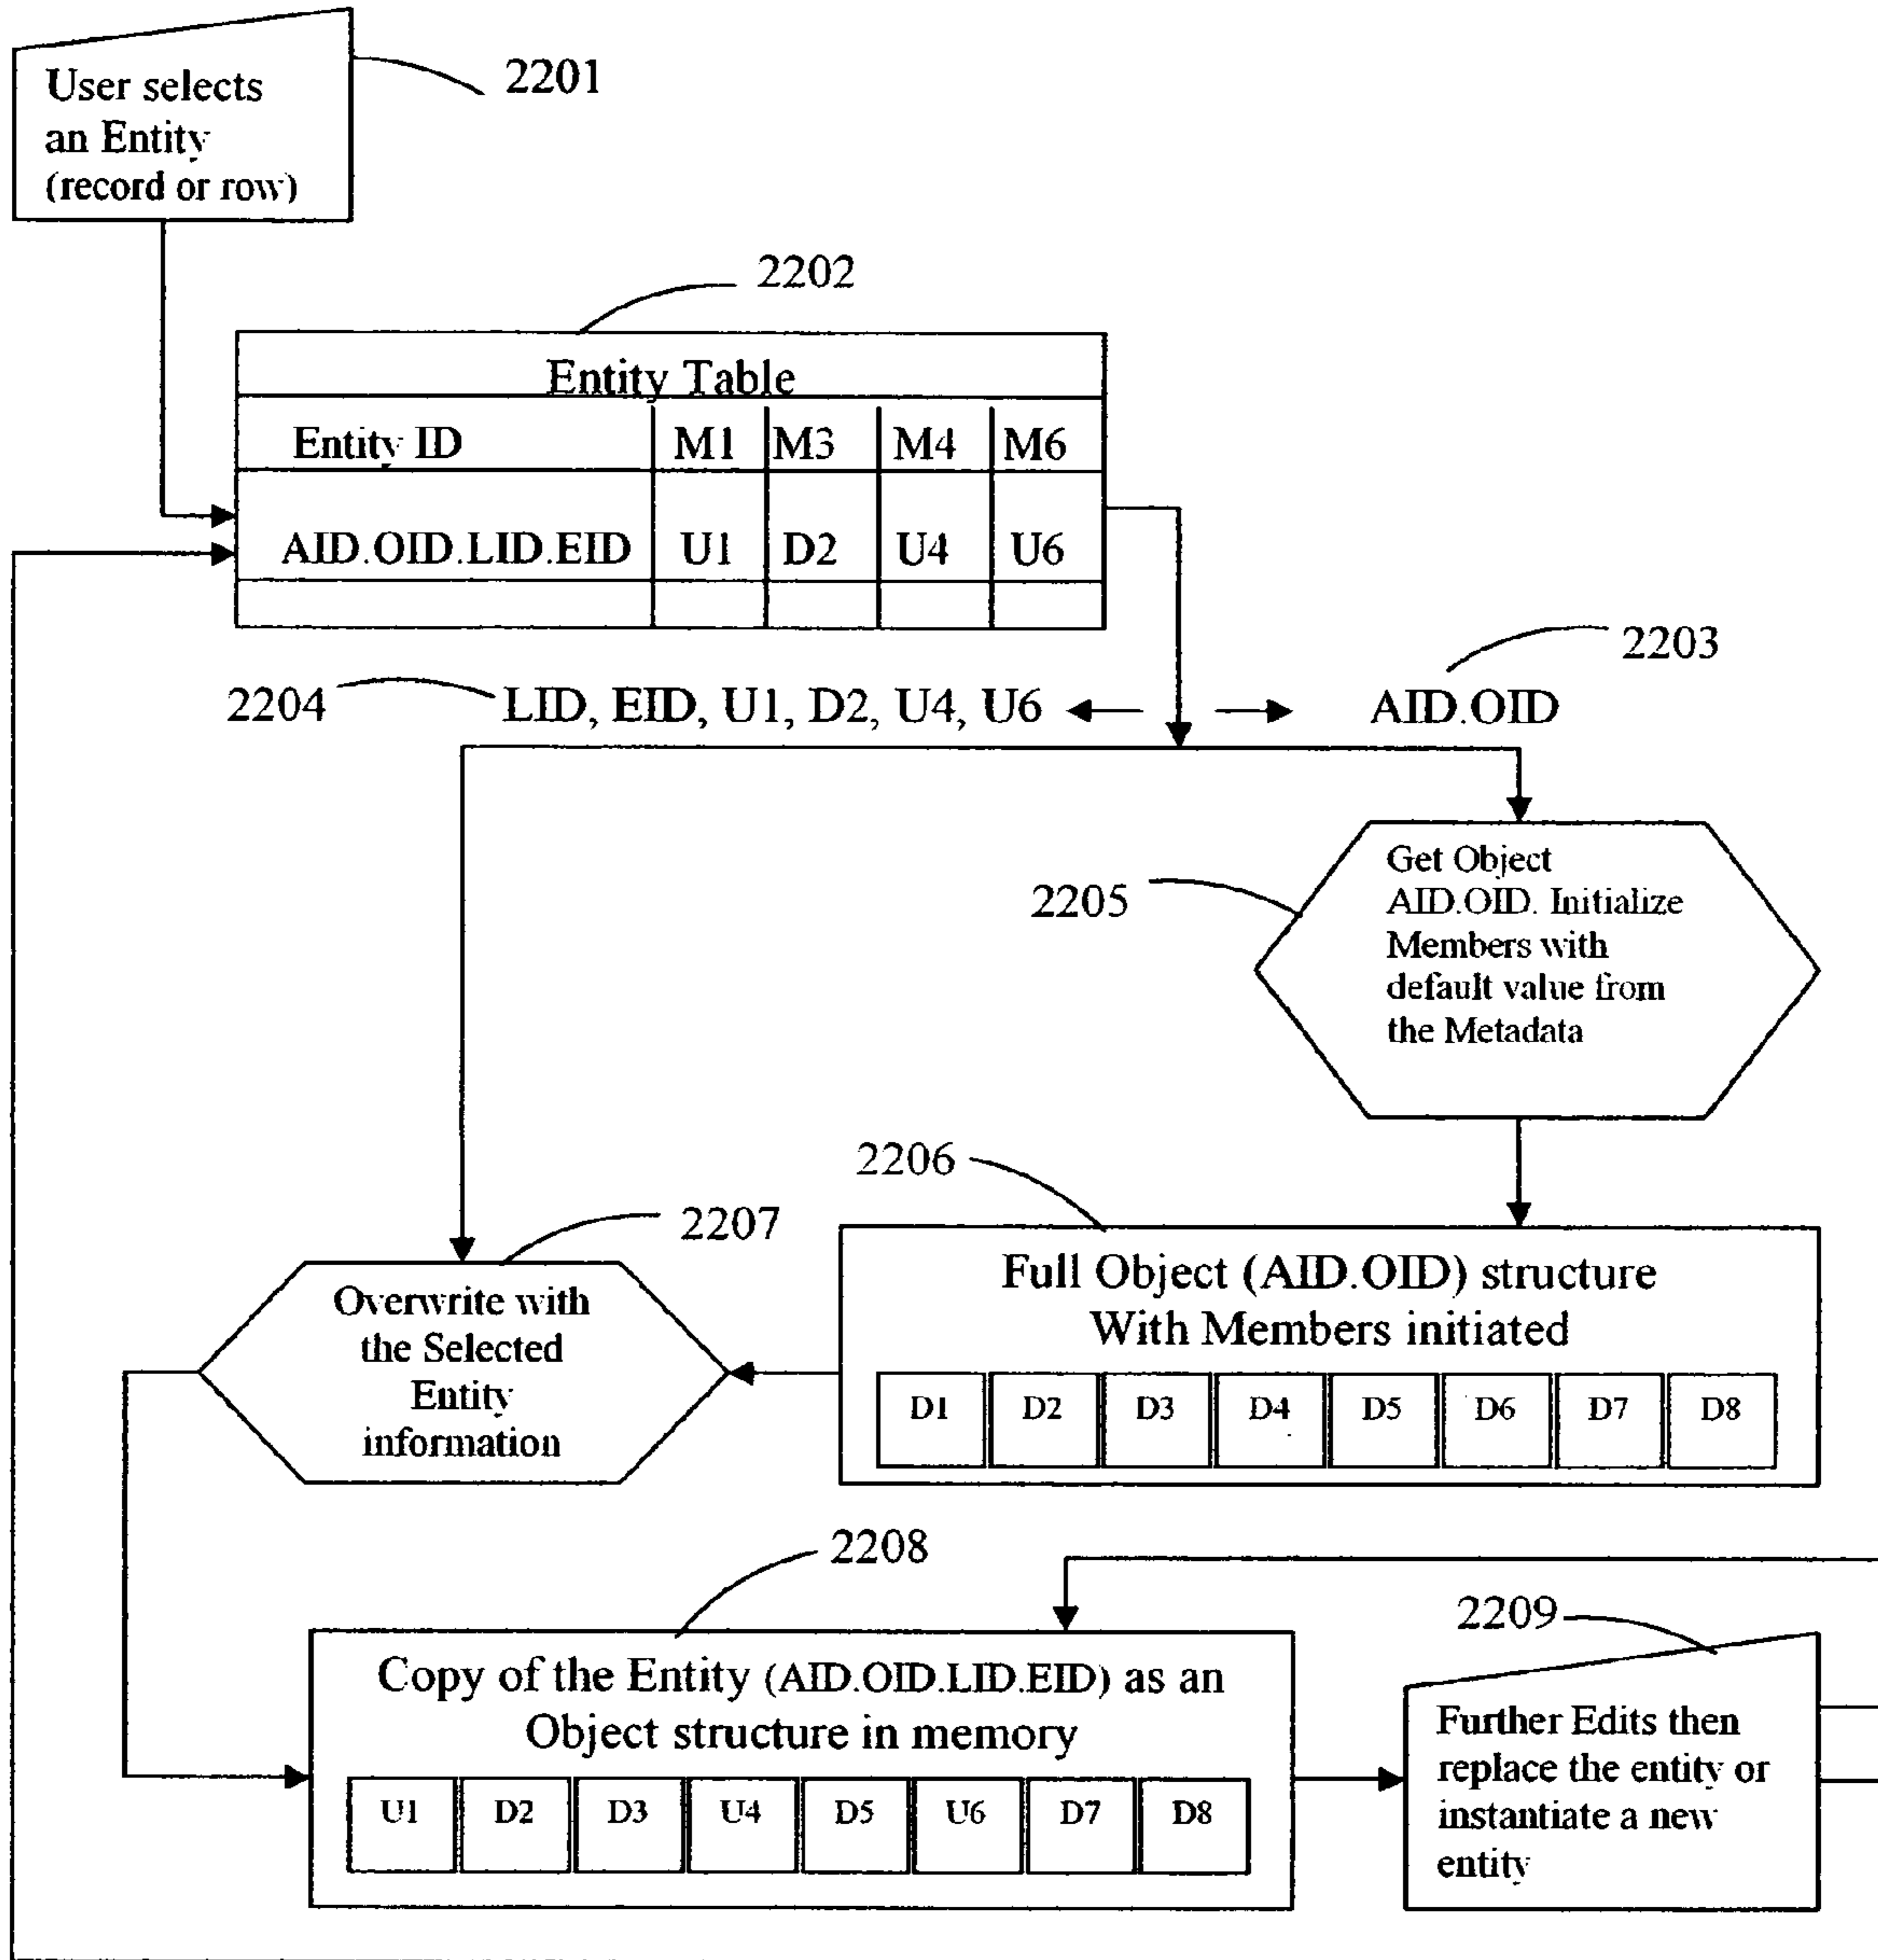 User selects
an Entity
(record or row)
2201
2202
Entity Table
Entity ID M1 M3 M4 M6
AID.OID.LID.EID U1 D2 U4 U6
2203
2204 LID, EID, U1, D2, U4, U6 AID.OID
Get Object
AID.OID. Initialize
Members with
default value from
the Metadata
2205
2206
2207
Full Object (AID.OID) structure
With Members initiated
D1 D2 D3 D4 D5 D6 D7 D8
Overwrite with
the Selected
Entity
information
2208
2209
Copy of the Entity (AID.OID.LID.EID) as an
Object structure in memory
U1 D2 D3 U4 D5 U6 D7 D8
Further Edits then
replace the entity or
instantiate a new
entity